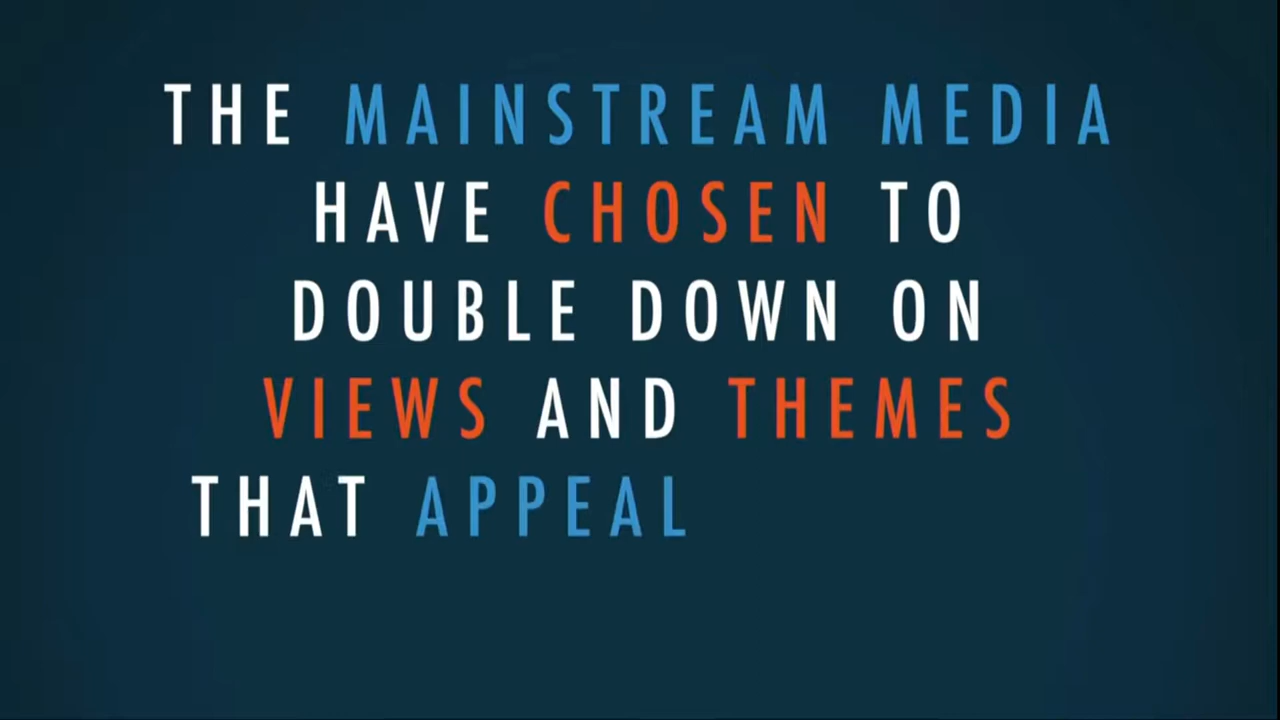 THE MAINSTREAM MEDIA
HAVE CHOSEN TO
DOUBLE DOWN ON
VIEWS AND THEMES
THAT APPEAL